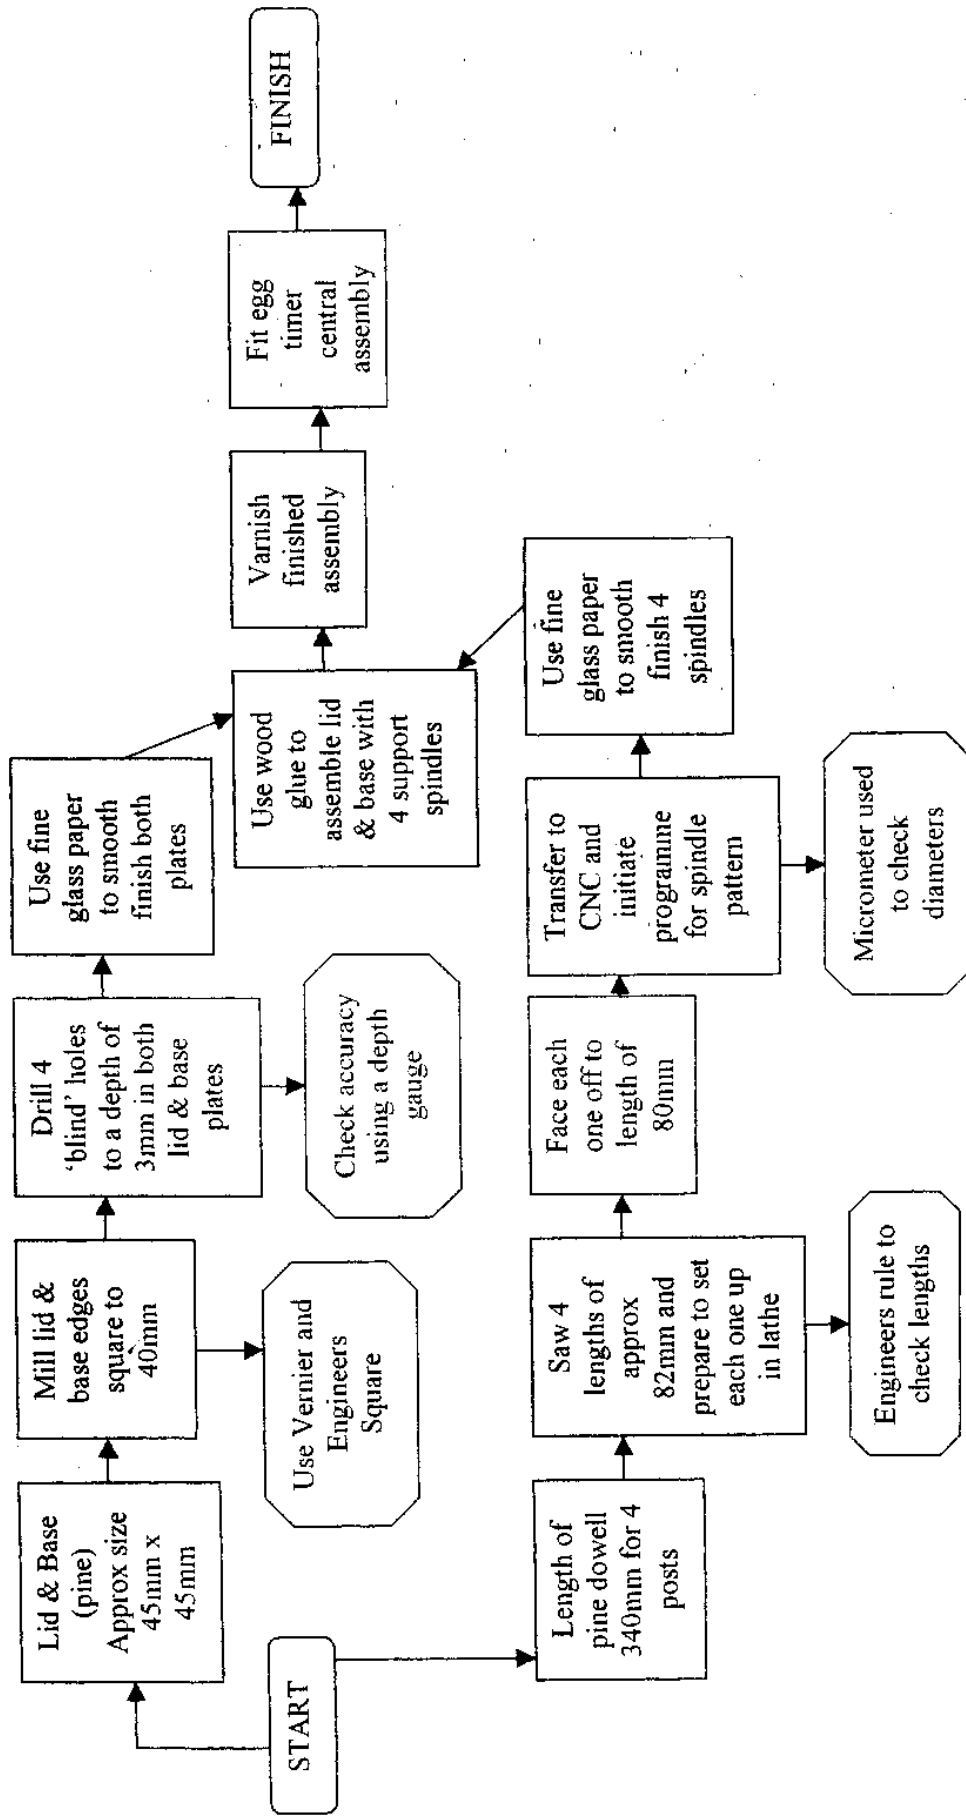 START
Lid & Base
(pine)
Approx size
45mm x
45mm
Mill lid &
base edges
square to
40mm
Use Vernier and
Engineers
Square
Drill 4
‘blind’ holes
to a depth of
3mm in both
lid & base
plates
Check accuracy
using a depth
gauge
Use fine
glass paper
to smooth
finish both
plates
Length of
pine dowell
340mm for 4
posts
Saw 4
lengths of
approx
82mm and
prepare to set
each one up
in lathe
Engineers rule to
check lengths
Face each
one off to
length of
80mm
Transfer to
CNC and
initiate
programme
for spindle
pattern
Micrometer used
to check
diameters
Use fine
glass paper
to smooth
finish 4
spindles
Use wood
glue to
assemble lid
& base with
4 support
spindles
Varnish
finished
assembly
Fit egg
timer
central
assembly
FINISH